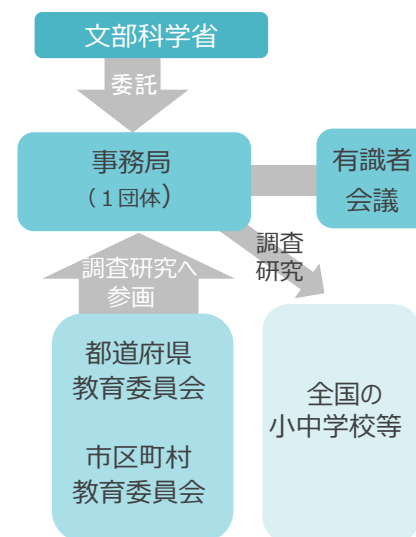 文部科学省
委託
事務局
（１団体）
有識者
会議
調査
研究
調査研究へ
参画
都道府県
教育委員会
市区町村
教育委員会
全国の
小中学校等